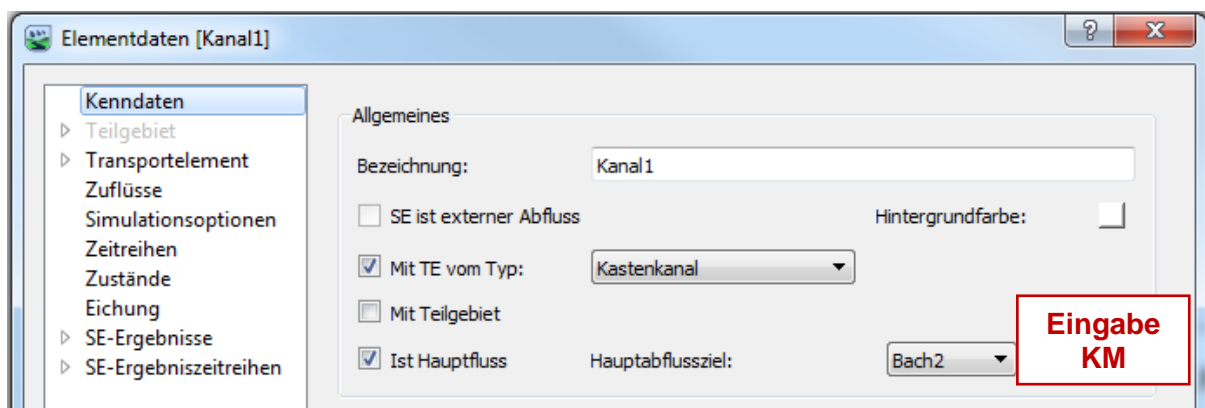 Elementdaten [Kanal1]
Kenndaten
Teilgebiet
Transportelement
Zuflüsse
Simulationsoptionen
Zeitreihen
Zustände
Eichung
SE-Ergebnisse
SE-Ergebniszeitreihen
Allgemeines
Bezeichnung: Kanal1
SE ist externer Abfluss Hintergrundfarbe:
Mit TE vom Typ: Kastenkanal
Mit Teilgebiet
Ist Hauptfluss Hauptabflussziel: Bach2
Eingabe
KM